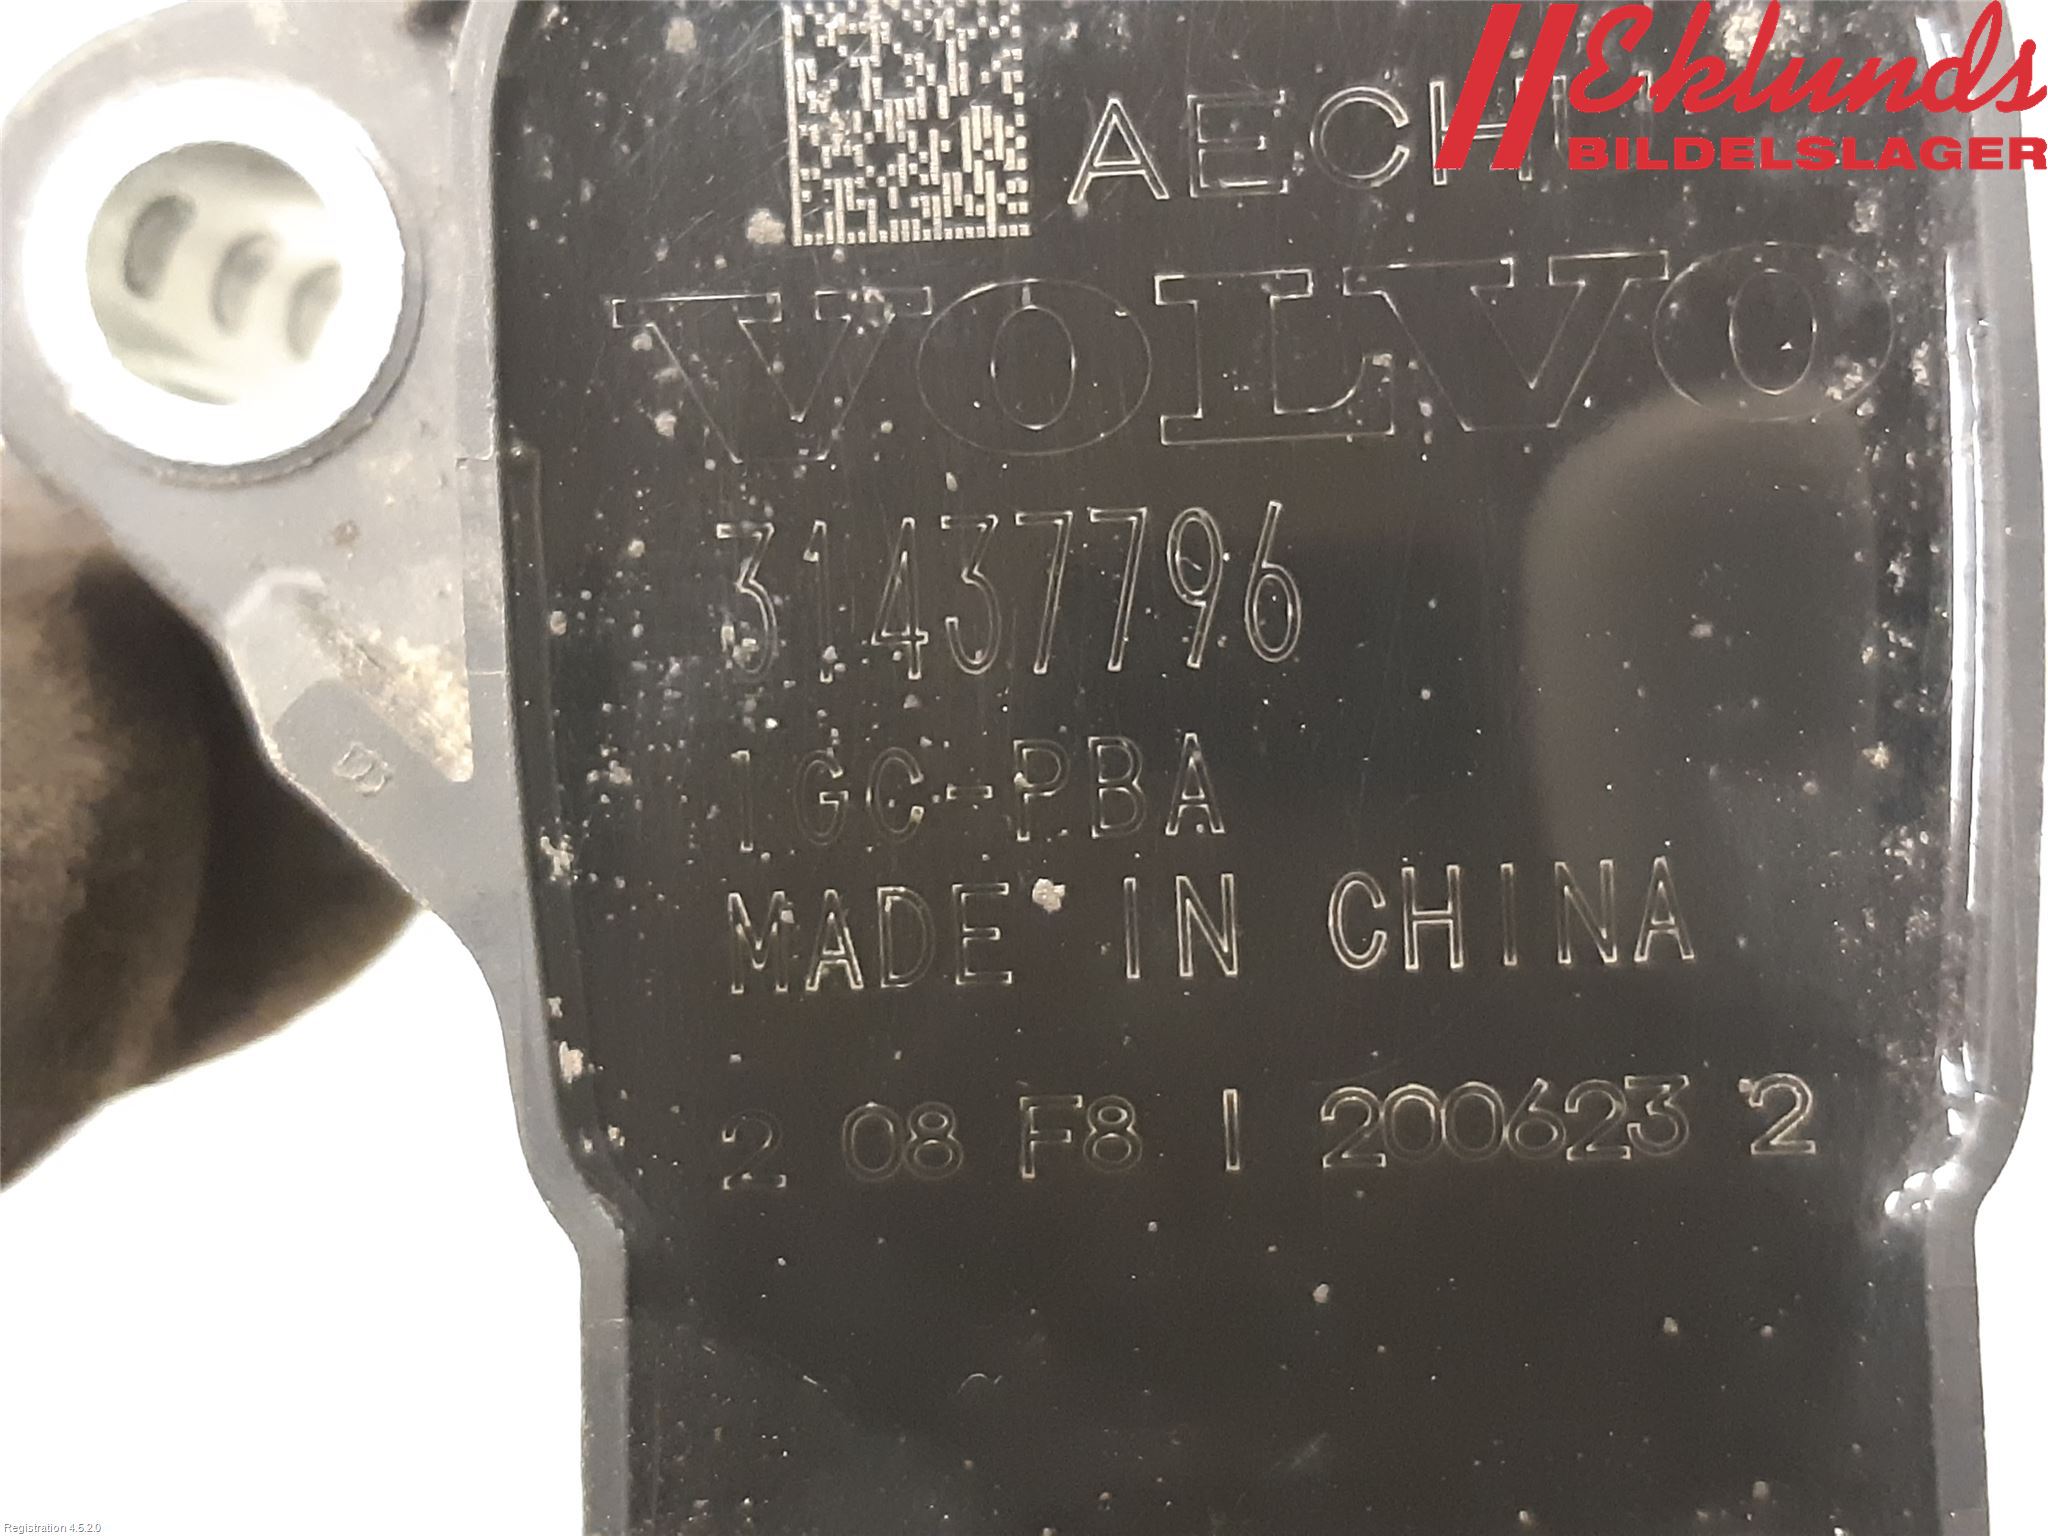 Eklunds
BILDELSLAGER
VOLVO
31437796
1GC-PBA
MADE IN CHINA
2 08 F8 I 200623 2
Registration 4.5.2.0